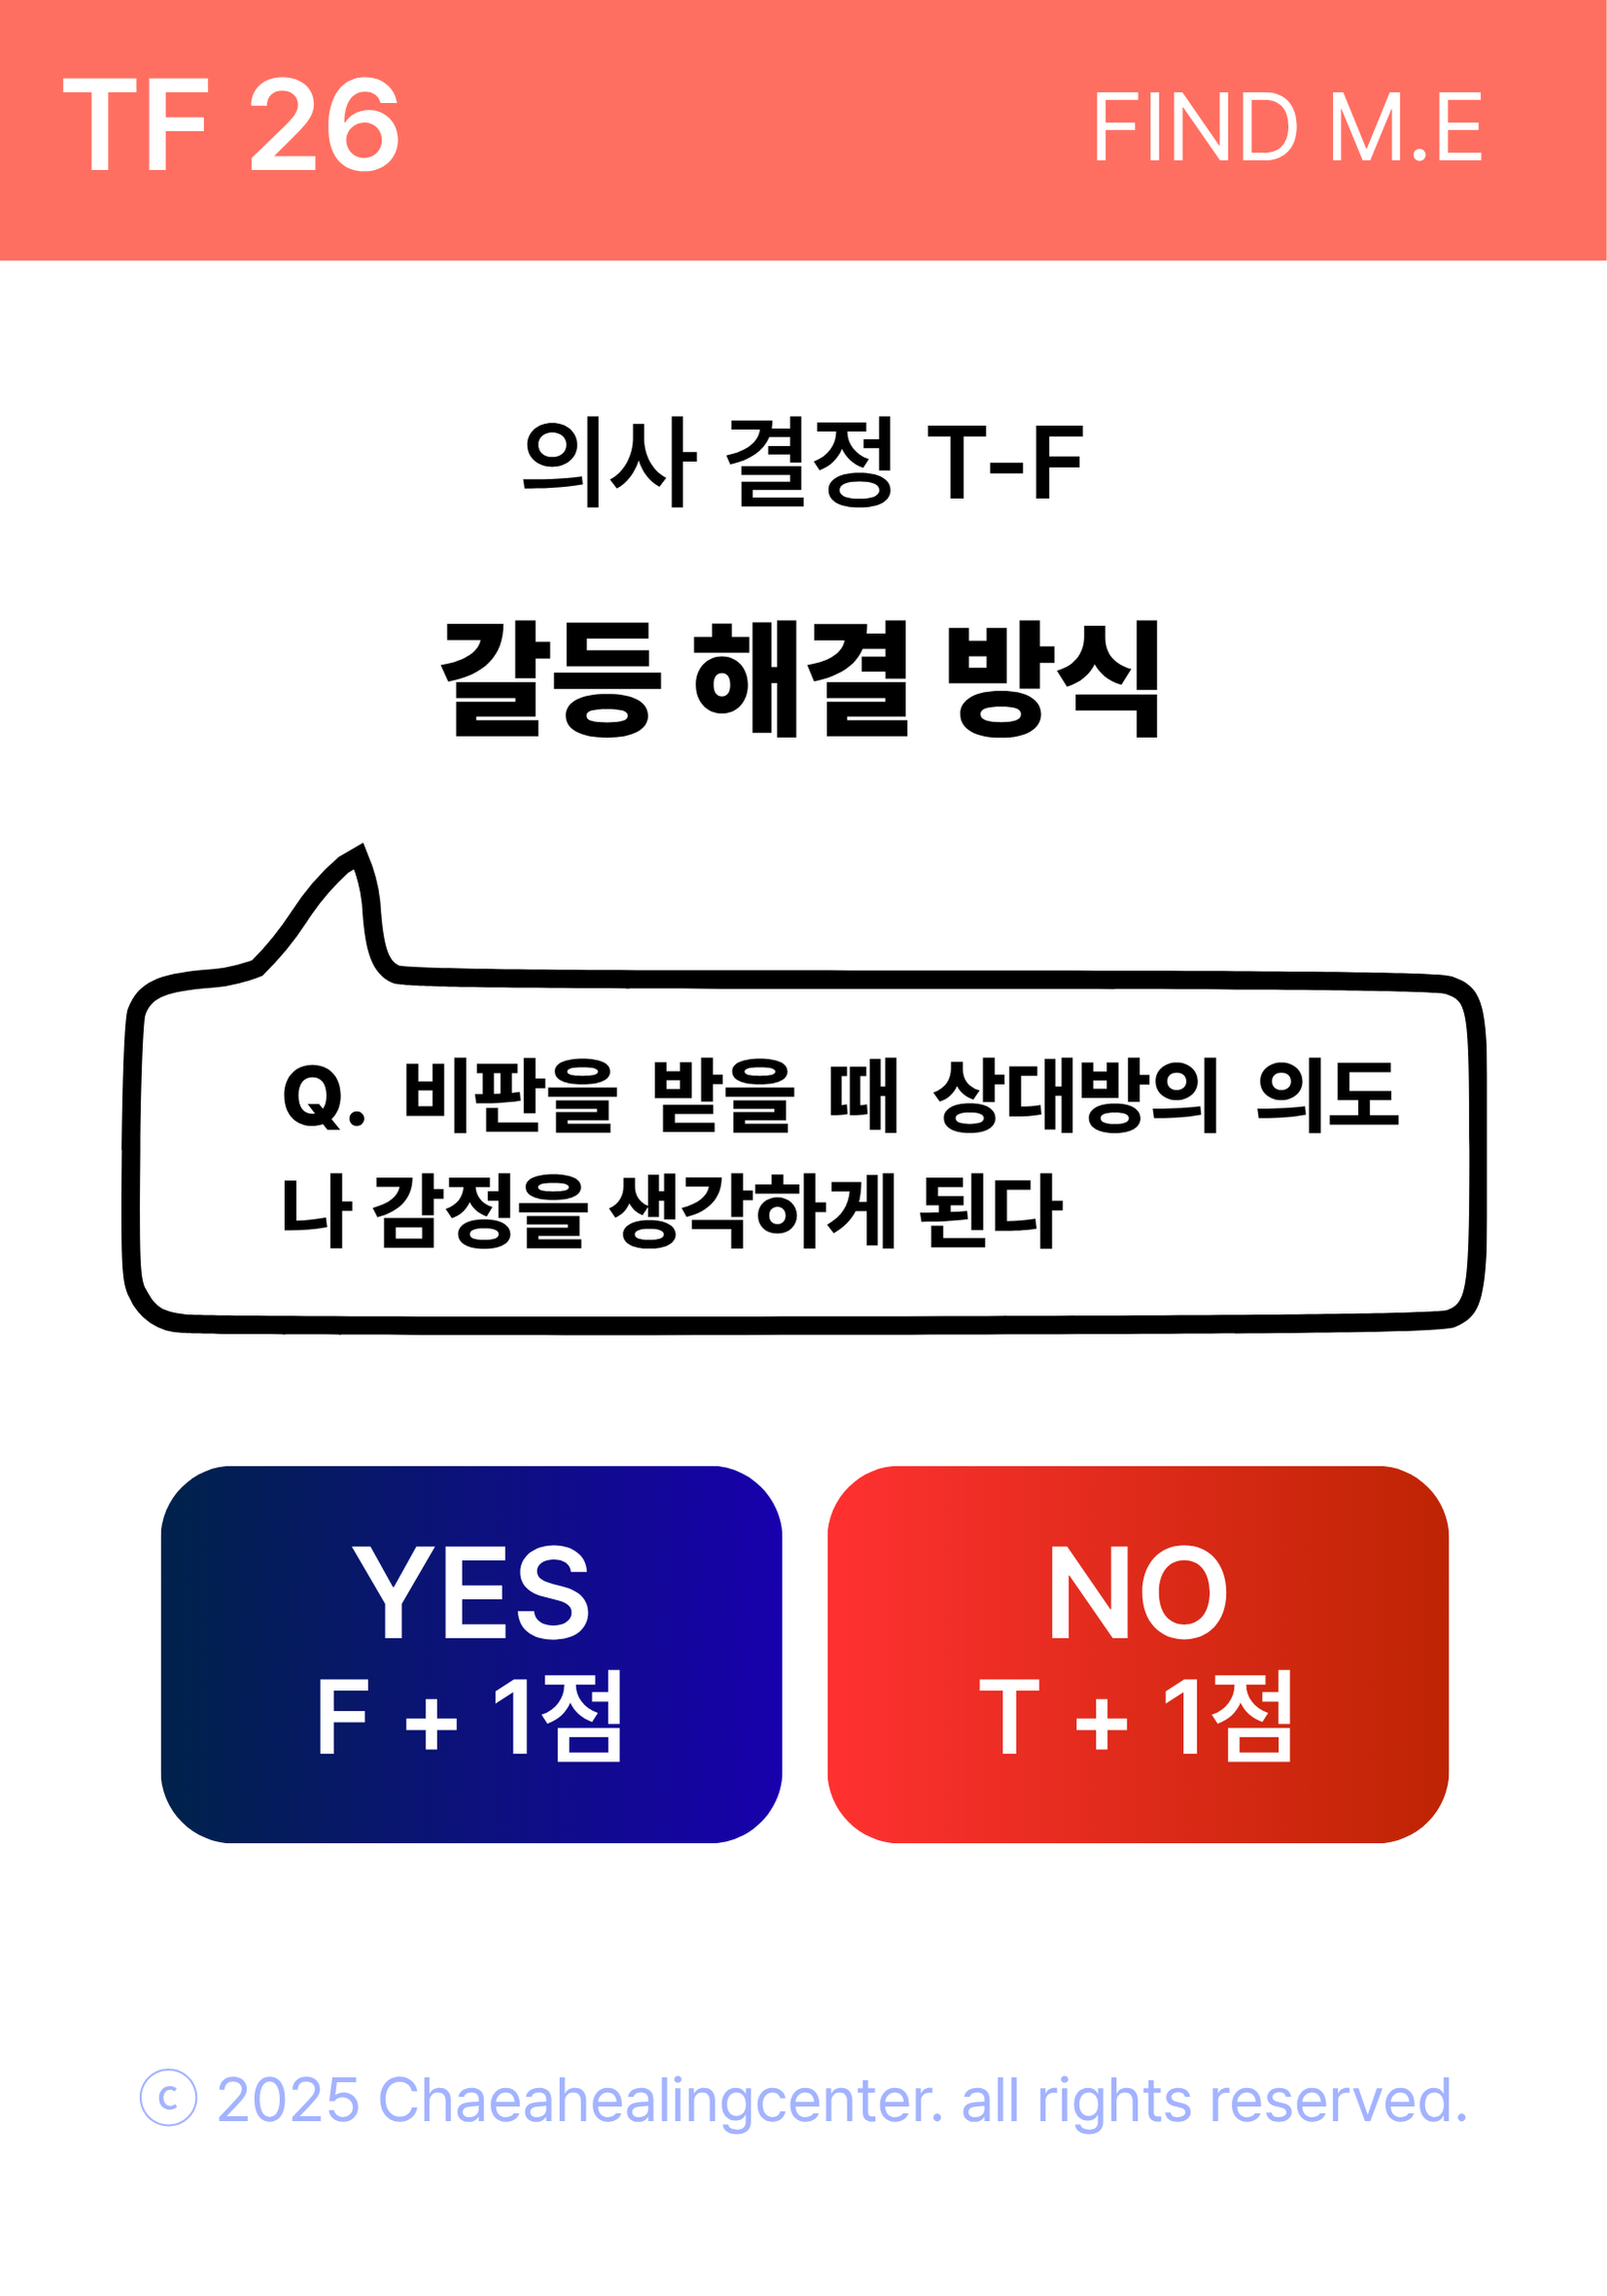 TF 26
FIND M.E
의사 결정 T-F
갈등 해결 방식
Q. 비판을 받을 때 상대방의 의도
나 감정을 생각하게 된다
YES
F + 1점
NO
T + 1점
© 2025 Chaeahealingcenter. all rights reserved.